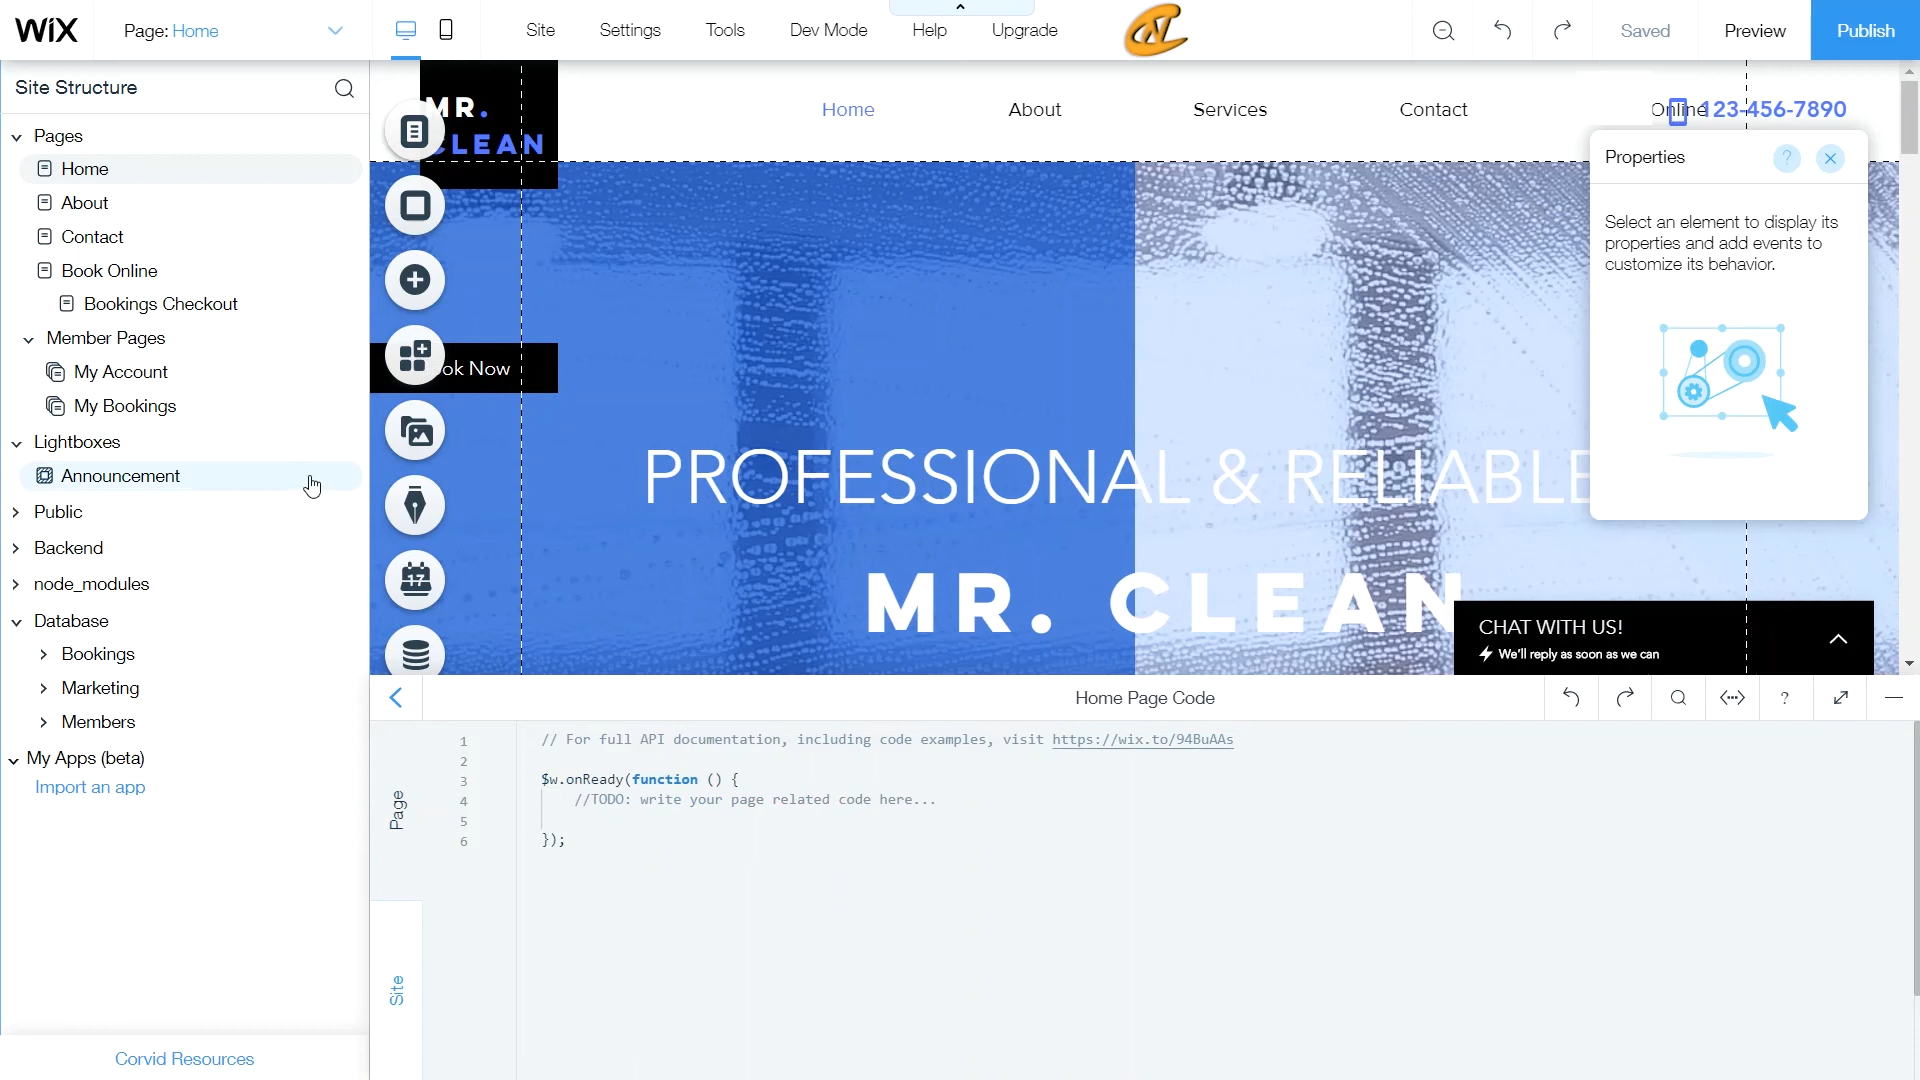 WIX
Page: Home
Site
Settings
Tools
Dev Mode
Help
Upgrade
Saved
Preview
Publish
Site Structure
Pages
Home
About
Contact
Book Online
Bookings Checkout
Member Pages
My Account
My Bookings
Lightboxes
Announcement
Public
Backend
node_modules
Database
Bookings
Marketing
Members
My Apps (beta)
Import an app
Corvid Resources
MR.
CLEAN
Home
About
Services
Contact
Online
123-456-7890
ok Now
17
PROFESSIONAL & RELIABLE
MR. CLEAN
Properties
?
Select an element to display its
properties and add events to
customize its behavior.
CHAT WITH US!
We'll reply as soon as we can
Home Page Code
?
Page
Site
1 // For full API documentation, including code examples, visit https://wix.to/94BuAAs
2
3 $w.onReady(function () {
4 //TODO: write your page related code here...
5
6 });